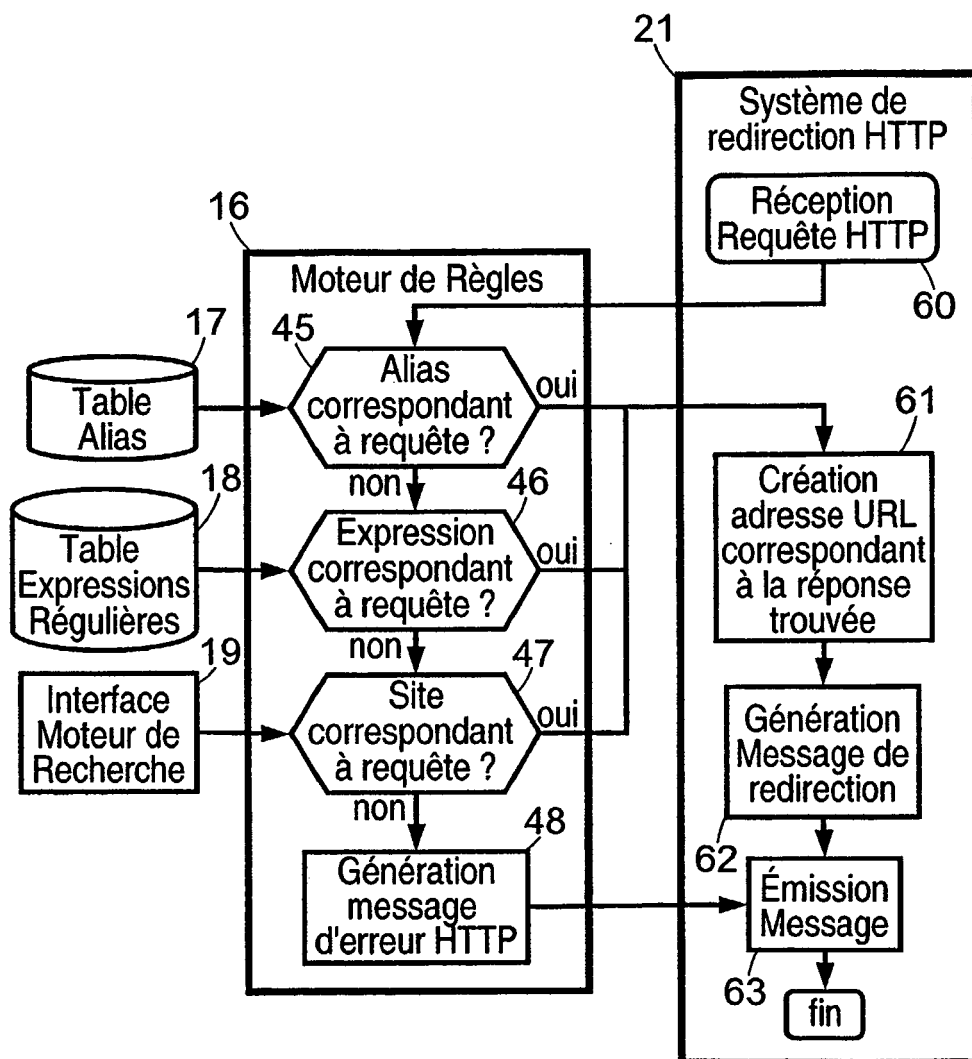 21
Système de
redirection HTTP
Réception
Requête HTTP
60
16
Moteur de Règles
17
Table
Alias
45
Alias
correspondant
à requête ?
oui
non
18
Table
Expressions
Régulières
46
Expression
correspondant
à requête ?
oui
non
19
Interface
Moteur de
Recherche
47
Site
correspondant
à requête ?
oui
non
48
Génération
message
d'erreur HTTP
61
Création
adresse URL
correspondant
à la réponse
trouvée
Génération
Message de
redirection
62
Émission
Message
63
fin